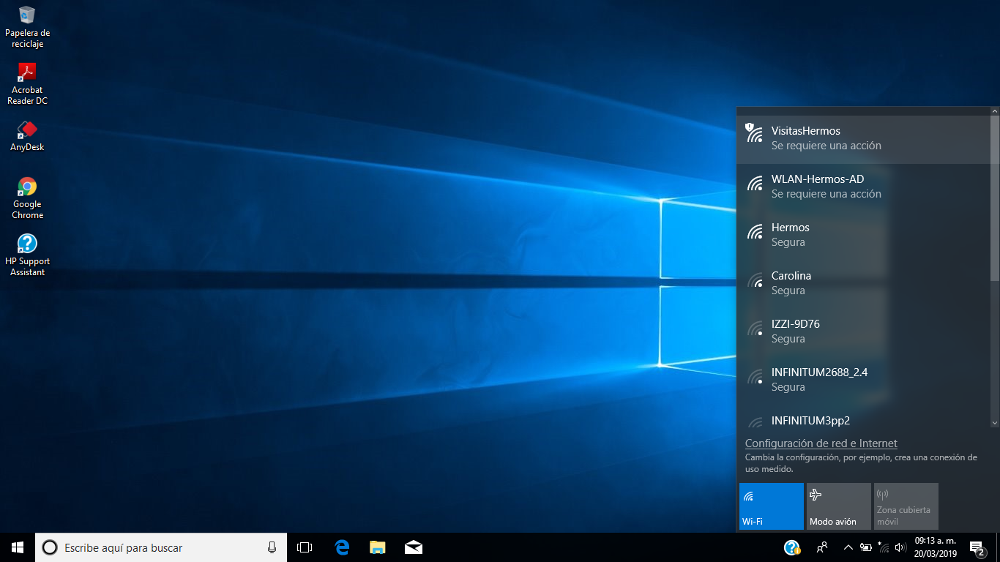 Papelera de
reciclaje
Acrobat
Reader DC
AnyDesk
Google
Chrome
HP Support
Assistant
VisitasHermos
Se requiere una acción
WLAN-Hermos-AD
Se requiere una acción
Hermos
Segura
Carolina
Segura
IZZI-9D76
Segura
INFINITUM2688_2.4
Segura
INFINITUM3pp2
Configuración de red e Internet
Cambia la configuración, por ejemplo, crea una conexión de
uso medido.
Wi-Fi
Modo avión
Zona cubierta
móvil
Escribe aquí para buscar
09:13 a. m.
20/03/2019
2